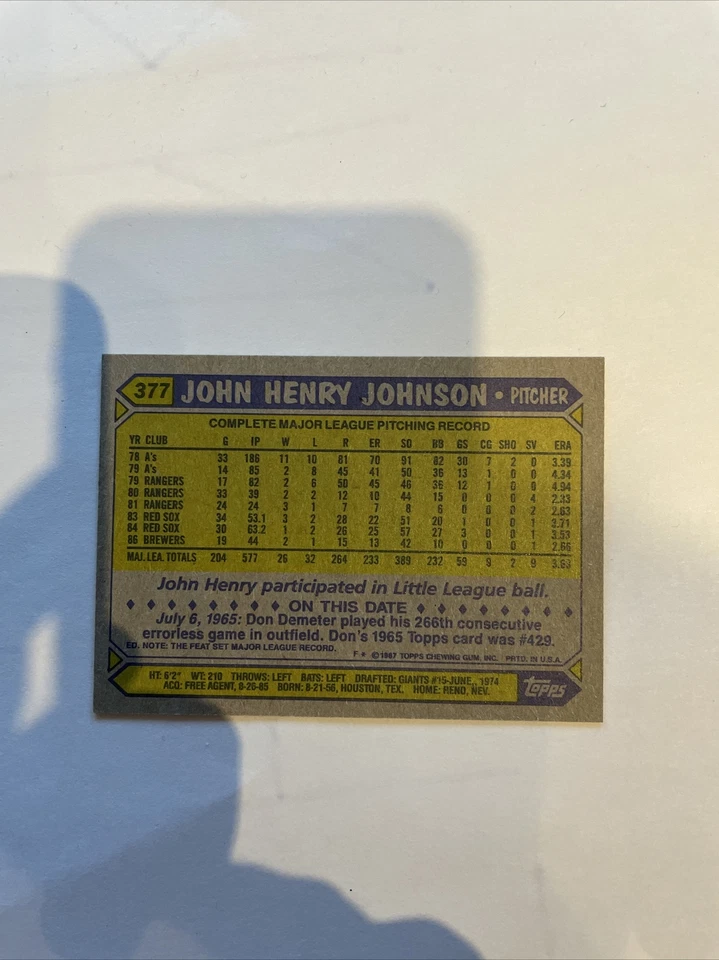 377 JOHN HENRY JOHNSON • PITCHER
COMPLETE MAJOR LEAGUE PITCHING RECORD
YR CLUB G IP W L R ER SO BB GS CG SHO SV ERA
78 A's 33 186 11 10 81 70 91 82 30 7 2 0 3.39
79 A's 14 85 2 8 45 41 50 36 13 1 0 0 4.34
79 RANGERS 17 82 2 6 50 45 46 36 12 1 0 0 4.94
80 RANGERS 33 39 2 2 12 10 44 15 0 0 0 4 2.33
81 RANGERS 24 24 3 1 7 7 8 6 0 0 0 2 2.63
83 RED SOX 34 53.1 3 2 28 22 51 20 1 0 0 1 3.71
84 RED SOX 30 63.2 1 2 26 25 57 27 3 0 0 1 3.53
86 BREWERS 19 44 2 1 15 13 42 10 0 0 0 1 2.66
MAJ. LEA. TOTALS 204 577 26 32 264 233 389 232 59 9 2 9 3.63
John Henry participated in Little League ball.
♦ ♦ ♦ ♦ ♦ ♦ ♦ ♦ ON THIS DATE ♦ ♦ ♦ ♦ ♦ ♦ ♦ ♦
July 6, 1965: Don Demeter played his 266th consecutive
errorless game in outfield. Don's 1965 Topps card was #429.
ED. NOTE: THE FEAT SET MAJOR LEAGUE RECORD.
F* ©1987 TOPPS CHEWING GUM, INC. PRTD. IN U.S.A.
HT: 6'2" WT: 210 THROWS: LEFT BATS: LEFT DRAFTED: GIANTS #15-JUNE, 1974
ACQ: FREE AGENT, 8-26-85 BORN: 8-21-56, HOUSTON, TEX. HOME: RENO, NEV.
Topps